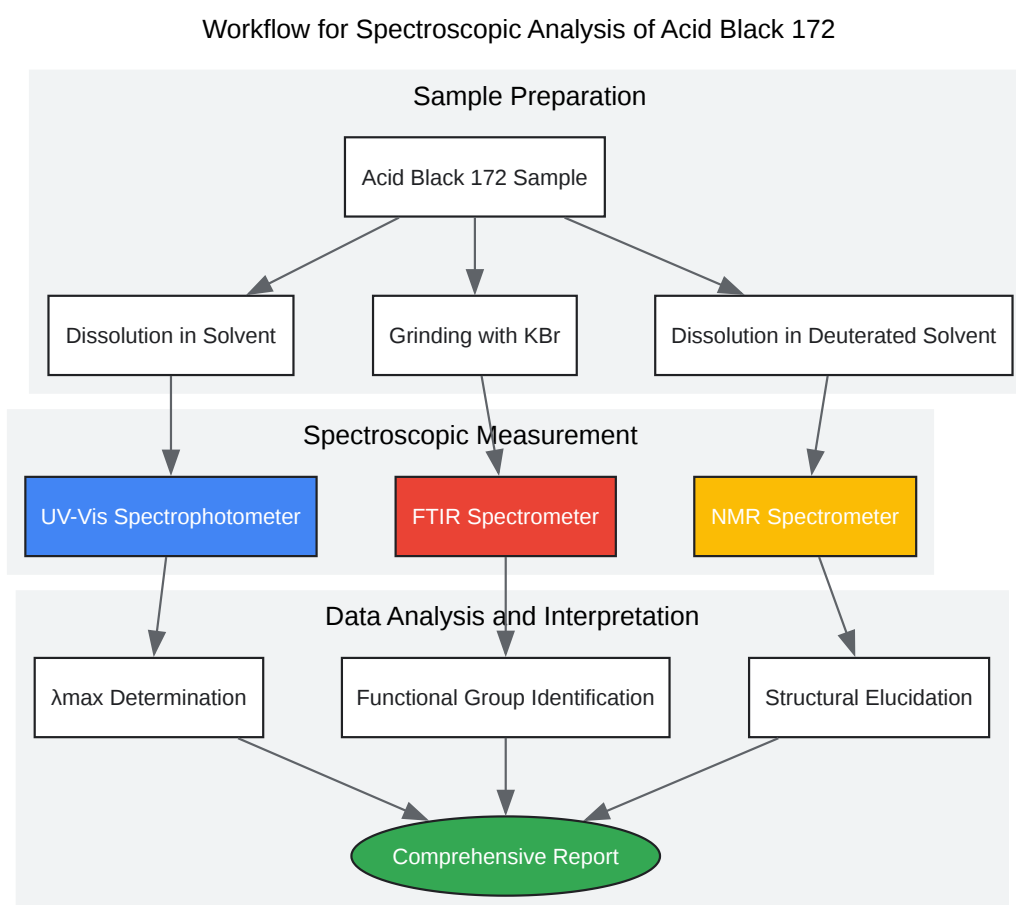 Workflow for Spectroscopic Analysis of Acid Black 172
Sample Preparation
Acid Black 172 Sample
Dissolution in Solvent
Grinding with KBr
Dissolution in Deuterated Solvent
Spectroscopic Measurement
UV-Vis Spectrophotometer
FTIR Spectrometer
NMR Spectrometer
Data Analysis and Interpretation
λmax Determination
Functional Group Identification
Structural Elucidation
Comprehensive Report